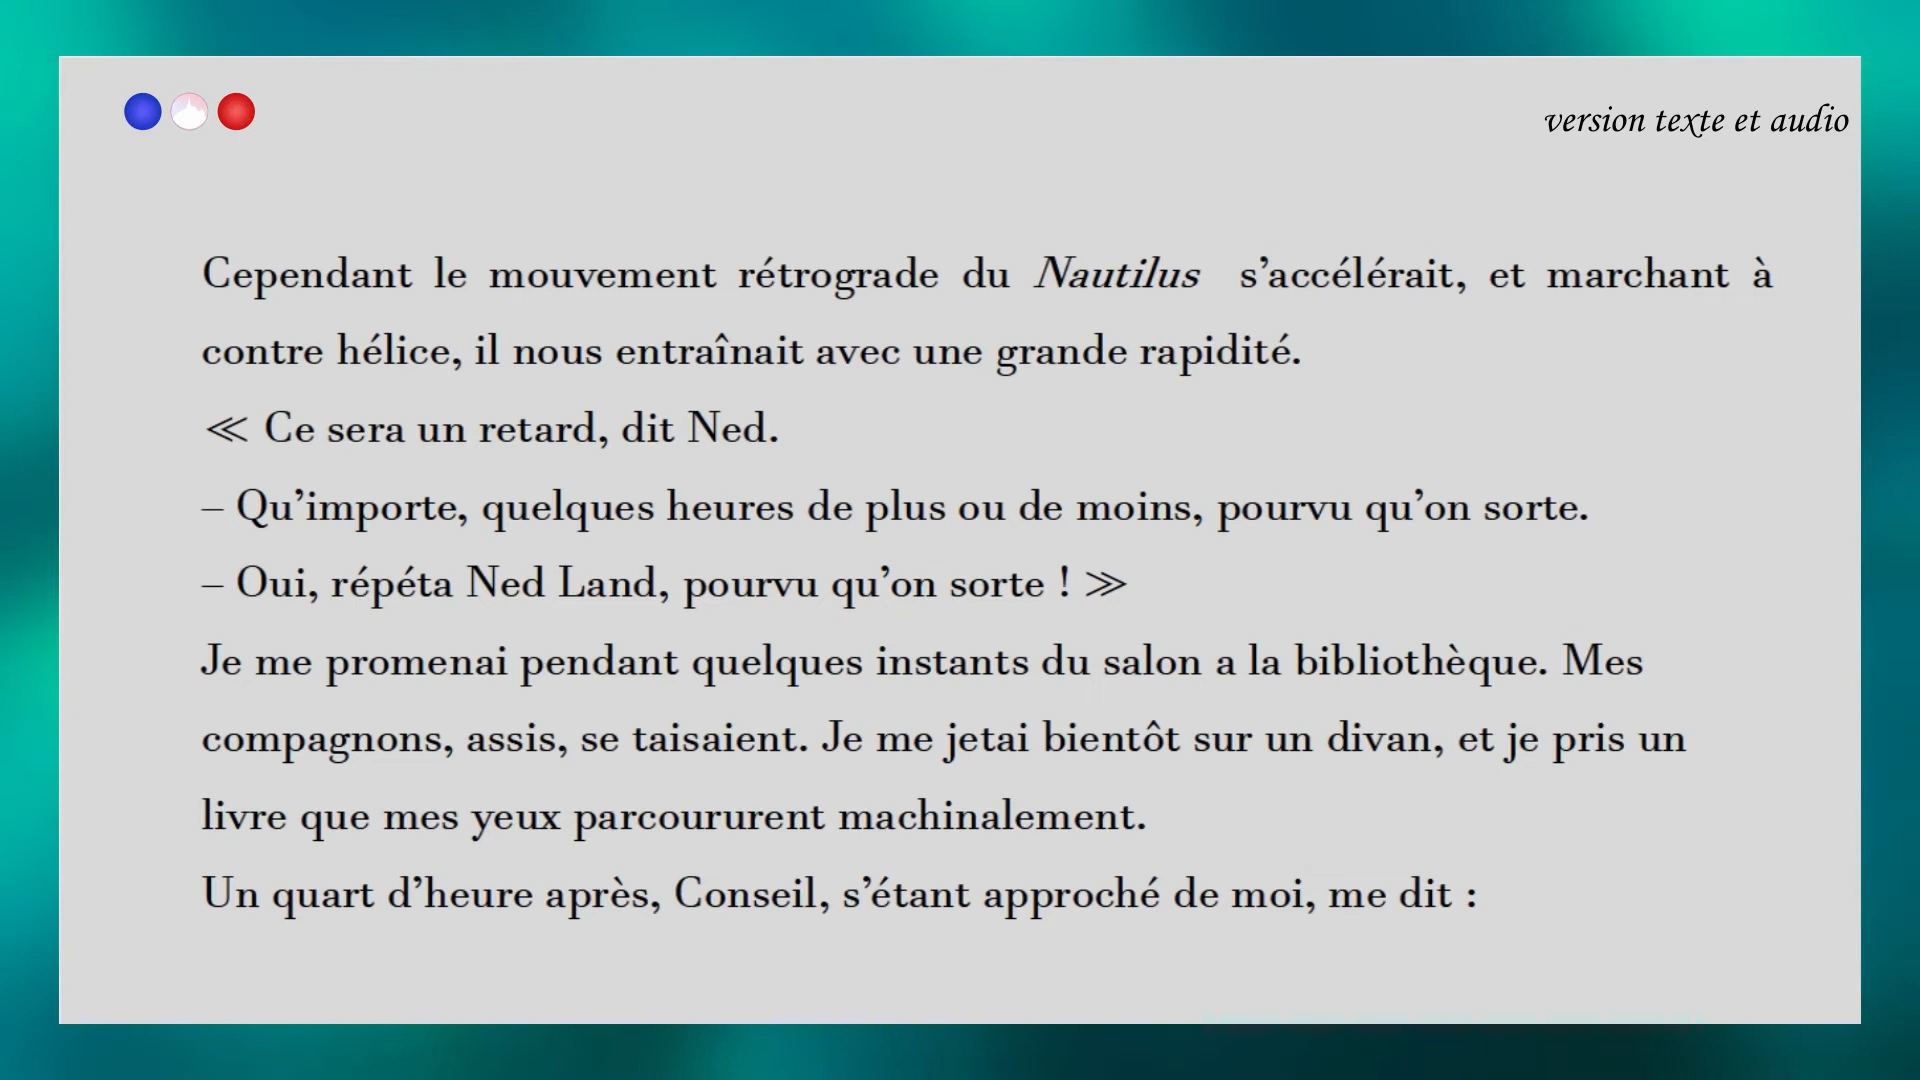 version texte et audio
Cependant le mouvement rétrograde du Nautilus s’accélérait, et marchant à
contre hélice, il nous entraînait avec une grande rapidité.
≪ Ce sera un retard, dit Ned.
– Qu’importe, quelques heures de plus ou de moins, pourvu qu’on sorte.
– Oui, répéta Ned Land, pourvu qu’on sorte ! ≫
Je me promenai pendant quelques instants du salon a la bibliothèque. Mes
compagnons, assis, se taisaient. Je me jetai bientôt sur un divan, et je pris un
livre que mes yeux parcoururent machinalement.
Un quart d’heure après, Conseil, s’étant approché de moi, me dit :